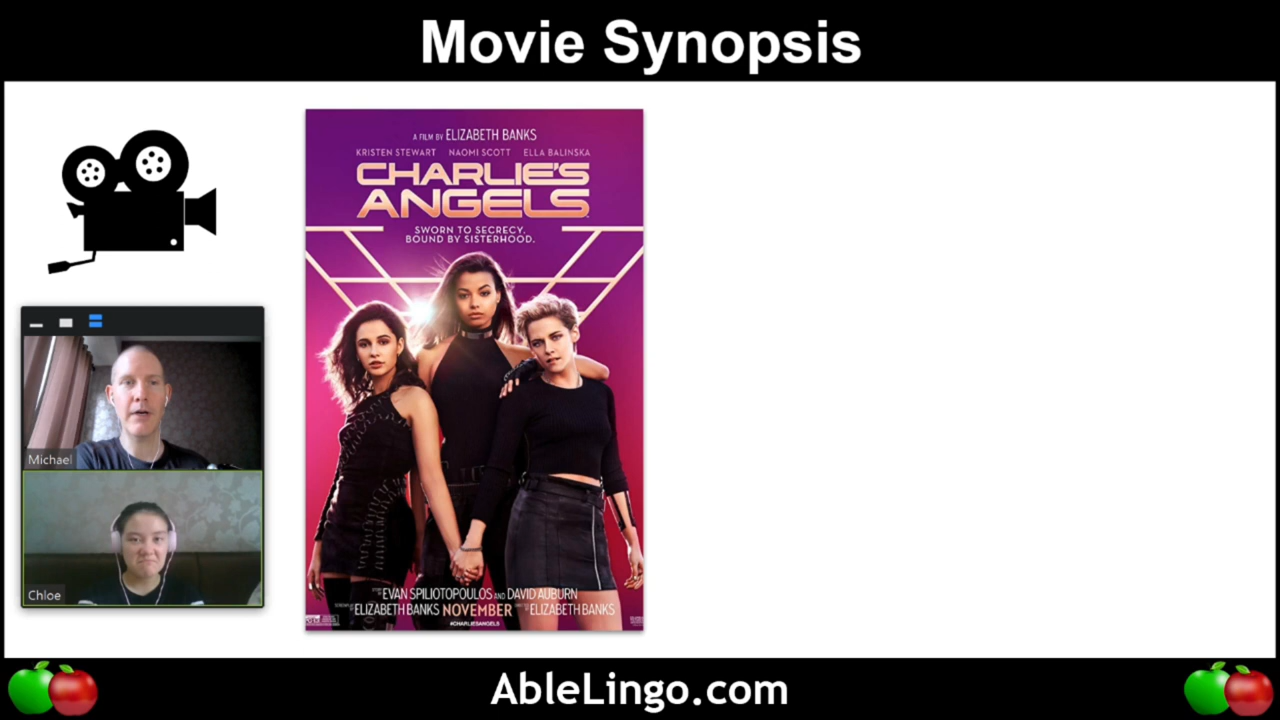 Movie Synopsis
A FILM BY ELIZABETH BANKS
KRISTEN STEWART NAOMI SCOTT ELLA BALINSKA
CHARLIE'S
ANGELS
SWORN TO SECRECY.
BOUND BY SISTERHOOD.
Michael
Chloe
EVAN SPILIOTOPOULOS AND DAVID AUBURN
ELIZABETH BANKS NOVEMBER ELIZABETH BANKS
#CHARLIESANGELS
AbleLingo.com